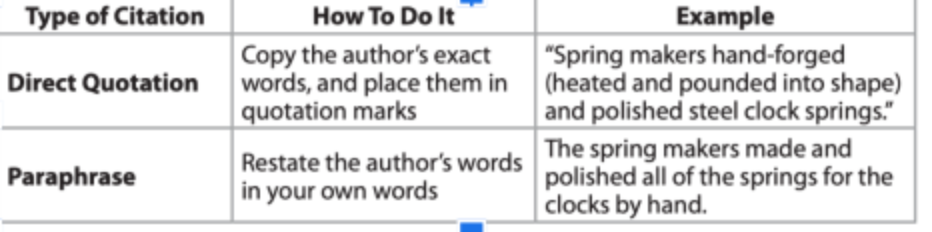 Type of Citation How To Do It Example
Direct Quotation
Copy the author's exact
words, and place them in
quotation marks
"Spring makers hand-forged
(heated and pounded into shape)
and polished steel clock springs."
Paraphrase
Restate the author's words
in your own words
The spring makers made and
polished all of the springs for the
clocks by hand.